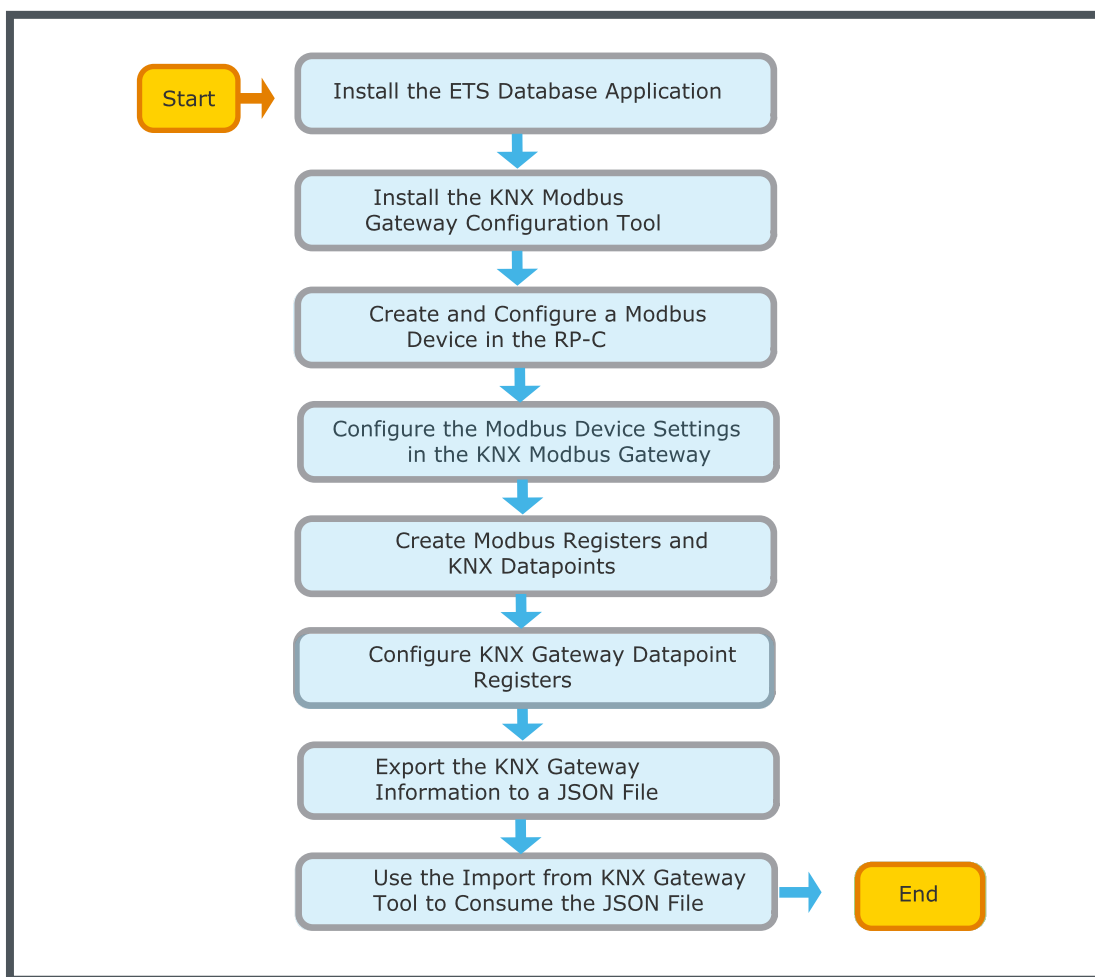 Start
Install the ETS Database Application
Install the KNX Modbus
Gateway Configuration Tool
Create and Configure a Modbus
Device in the RP-C
Configure the Modbus Device Settings
in the KNX Modbus Gateway
Create Modbus Registers and
KNX Datapoints
Configure KNX Gateway Datapoint
Registers
Export the KNX Gateway
Information to a JSON File
Use the Import from KNX Gateway
Tool to Consume the JSON File
End